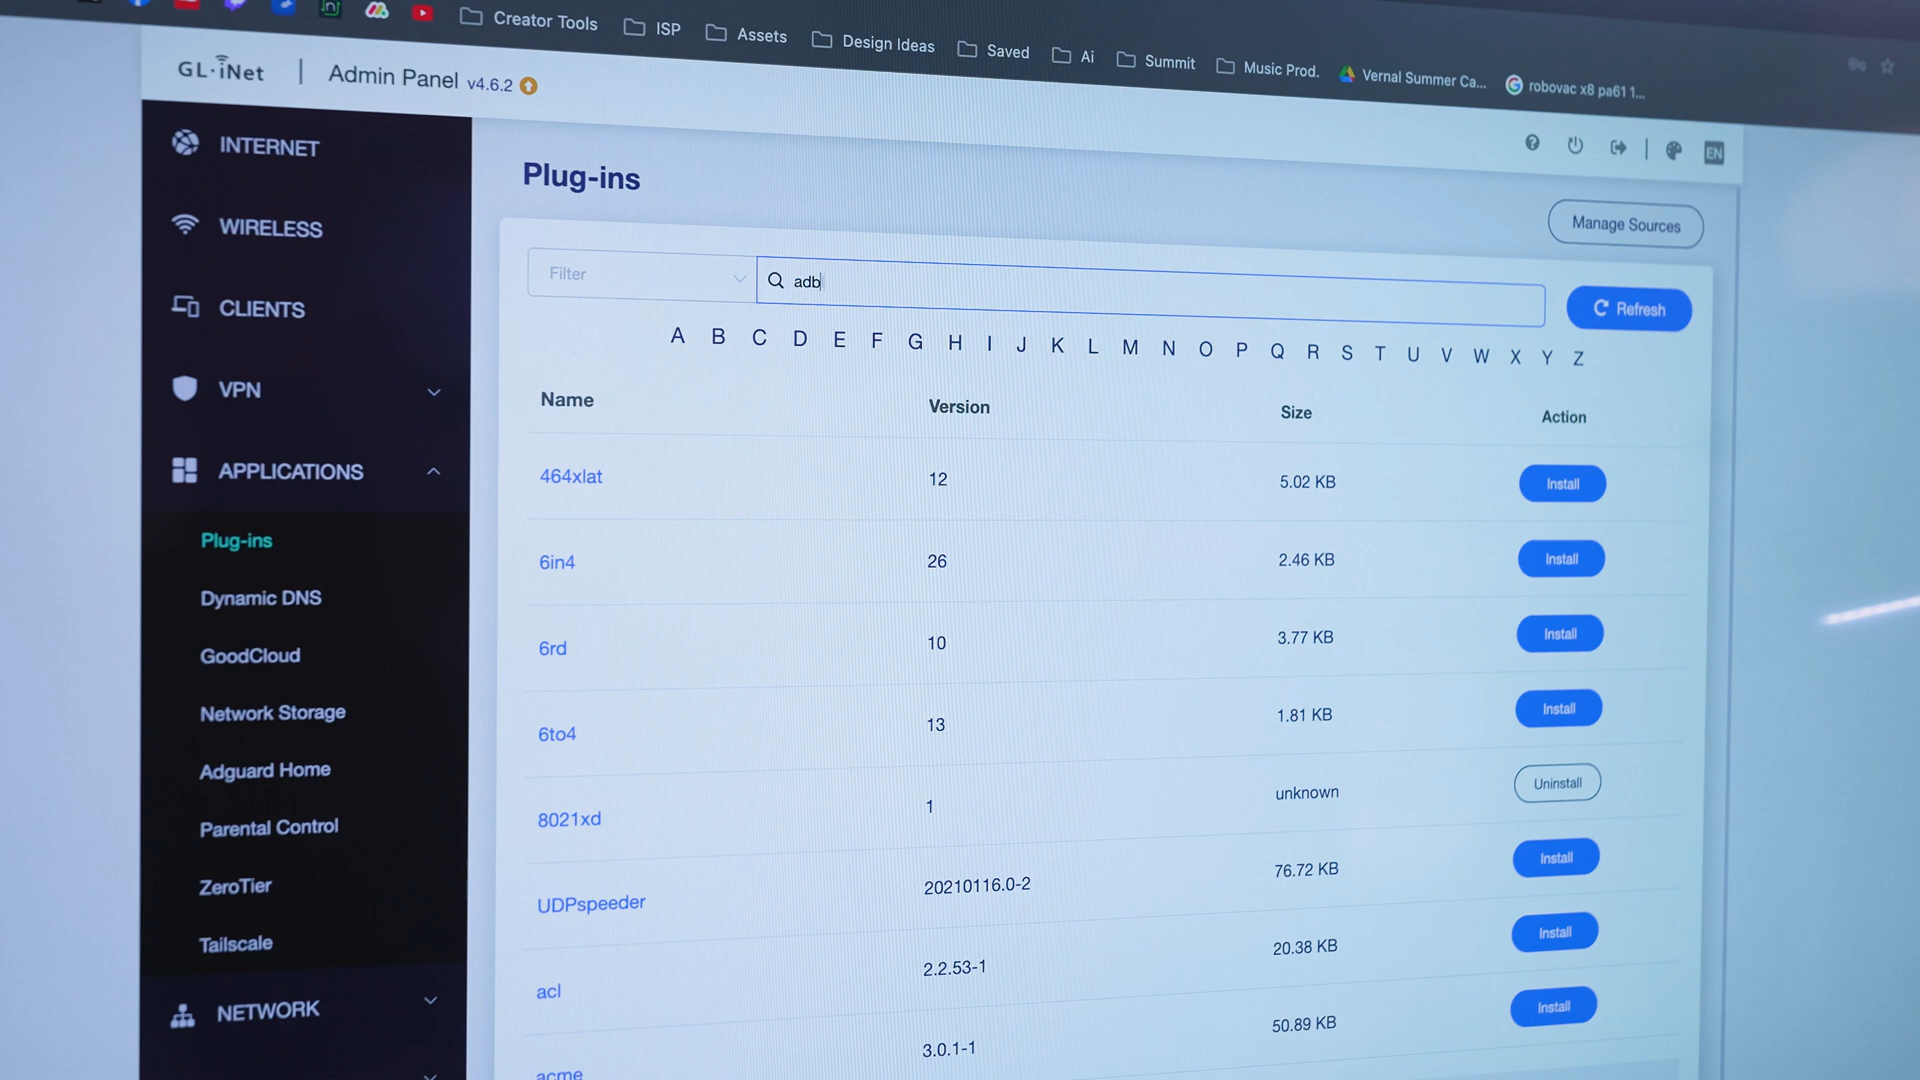 Creator Tools
ISP
Assets
Design Ideas
Saved
Ai
Summit
Music Prod.
Vernal Summer Ca...
robovac x8 pa61 1...
GL·iNet | Admin Panel v4.6.2
EN
INTERNET
WIRELESS
CLIENTS
VPN
APPLICATIONS
Plug-ins
Dynamic DNS
GoodCloud
Network Storage
Adguard Home
Parental Control
ZeroTier
Tailscale
NETWORK
Plug-ins
Manage Sources
Filter
adb
Refresh
A B C D E F G H I J K L M N O P Q R S T U V W X Y Z
Name Version Size Action
464xlat 12 5.02 KB Install
6in4 26 2.46 KB Install
6rd 10 3.77 KB Install
6to4 13 1.81 KB Install
8021xd 1 unknown Uninstall
UDPspeeder 20210116.0-2 76.72 KB Install
acl 2.2.53-1 20.38 KB Install
acme 3.0.1-1 50.89 KB Install